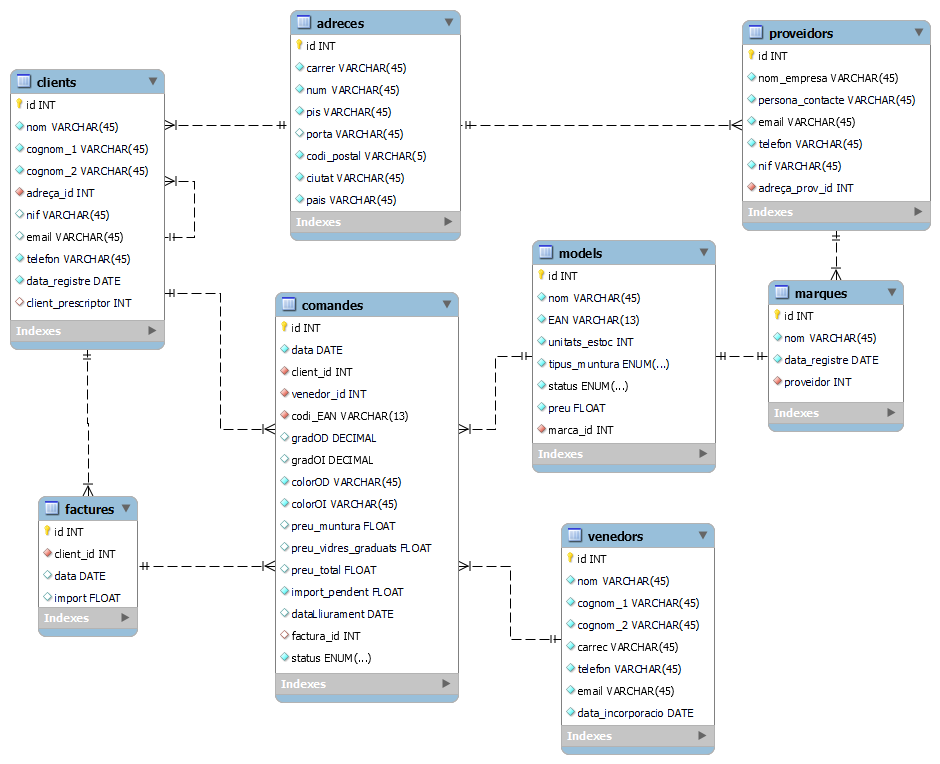 adreces
id INT
carrer VARCHAR(45)
num VARCHAR(45)
pis VARCHAR(45)
porta VARCHAR(45)
codi_postal VARCHAR(5)
ciutat VARCHAR(45)
pais VARCHAR(45)
Indexes
proveidors
id INT
nom_empresa VARCHAR(45)
persona_contacte VARCHAR(45)
email VARCHAR(45)
telefon VARCHAR(45)
nif VARCHAR(45)
adreça_prov_id INT
Indexes
clients
id INT
nom VARCHAR(45)
cognom_1 VARCHAR(45)
cognom_2 VARCHAR(45)
adreça_id INT
nif VARCHAR(45)
email VARCHAR(45)
telefon VARCHAR(45)
data_registre DATE
client_prescriptor INT
Indexes
models
id INT
nom VARCHAR(45)
EAN VARCHAR(13)
unitats_estoc INT
tipus_muntura ENUM(...)
status ENUM(...)
preu FLOAT
marca_id INT
Indexes
marques
id INT
nom VARCHAR(45)
data_registre DATE
proveidor INT
Indexes
comandes
id INT
data DATE
client_id INT
venedor_id INT
codi_EAN VARCHAR(13)
gradOD DECIMAL
gradOI DECIMAL
colorOD VARCHAR(45)
colorOI VARCHAR(45)
preu_muntura FLOAT
preu_vidres_graduats FLOAT
preu_total FLOAT
import_pendent FLOAT
dataLliurament DATE
factura_id INT
status ENUM(...)
Indexes
factures
id INT
client_id INT
data DATE
import FLOAT
Indexes
venedors
id INT
nom VARCHAR(45)
cognom_1 VARCHAR(45)
cognom_2 VARCHAR(45)
carrec VARCHAR(45)
telefon VARCHAR(45)
email VARCHAR(45)
data_incorporacio DATE
Indexes